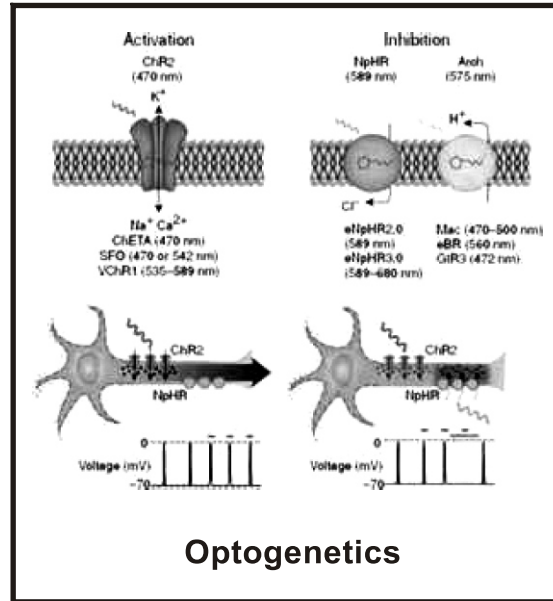 Activation
ChR2
(470 nm)
K+
Na+ Ca2+
ChETA (470 nm)
SFO (470 or 542 nm)
VChR1 (535–589 nm)
Inhibition
NpHR
(589 nm)
Arch
(575 nm)
H+
Cl−
eNpHR2.0
(589 nm)
eNpHR3.0
(589–680 nm)
Mac (470–500 nm)
eBR (560 nm)
GtR3 (472 nm)
ChR2
NpHR
0
Voltage (mV)
−70
ChR2
NpHR
0
Voltage (mV)
−70
Optogenetics